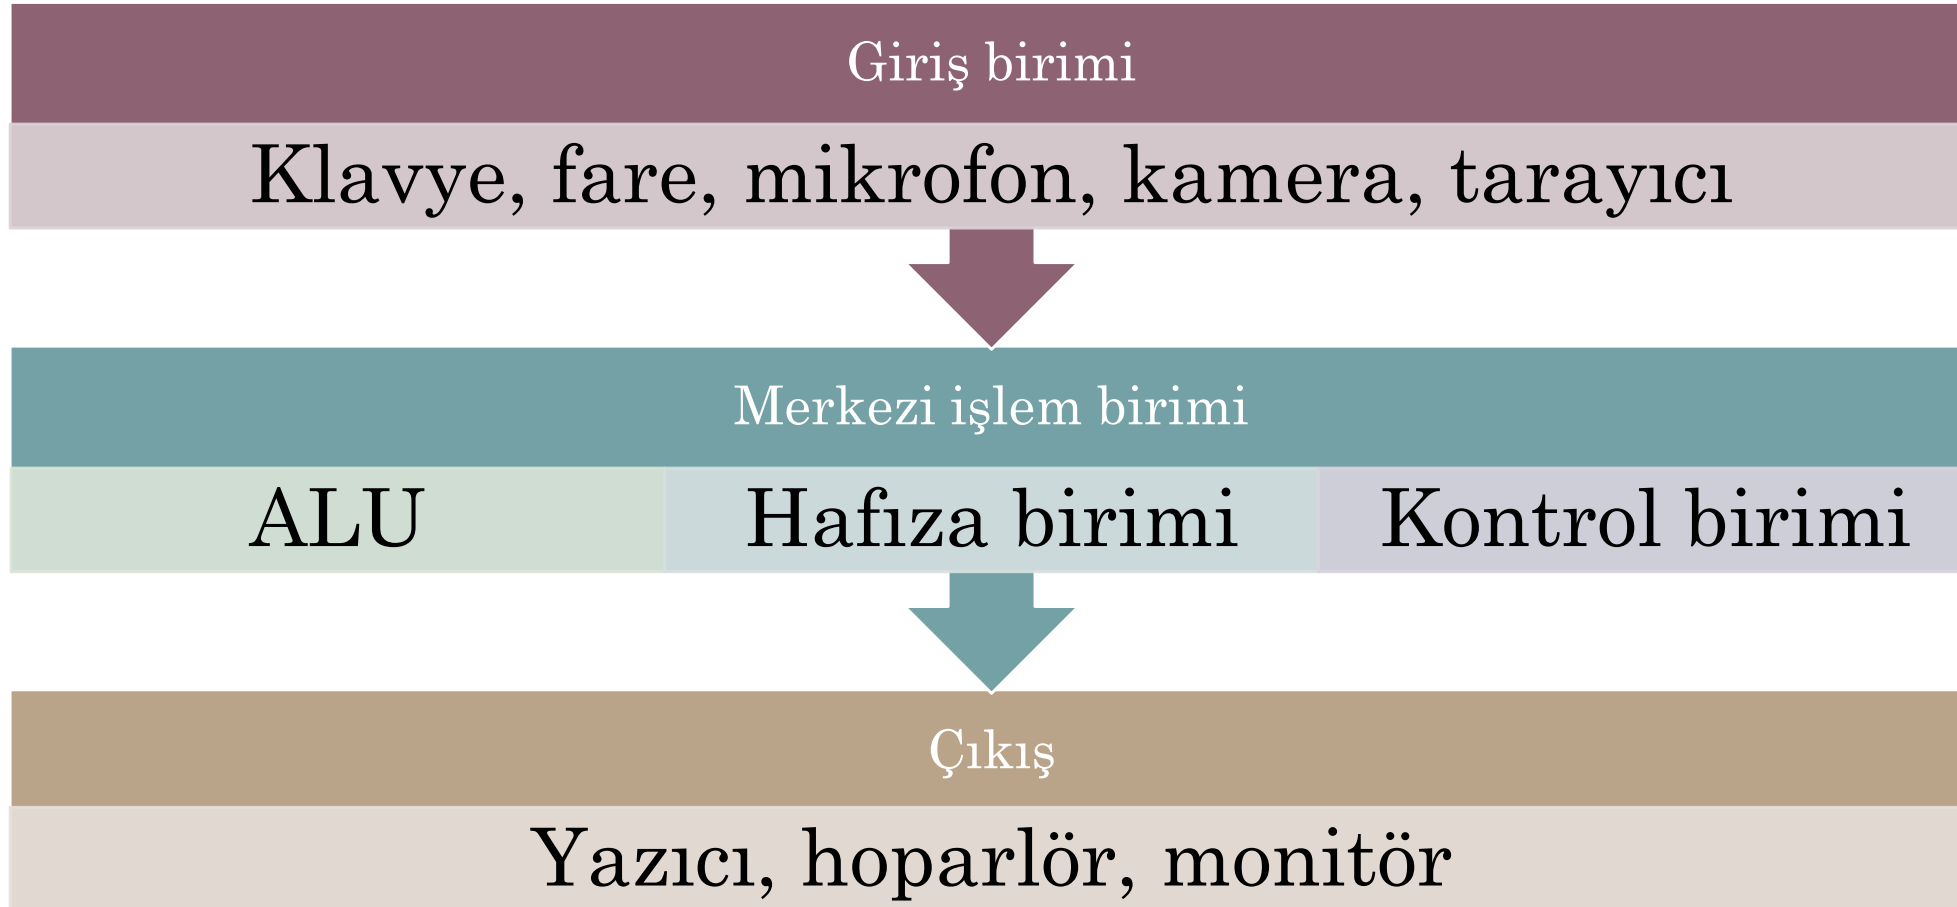 Giriş birimi
Klavye, fare, mikrofon, kamera, tarayıcı
Merkezi işlem birimi
ALU
Hafıza birimi
Kontrol birimi
Çıkış
Yazıcı, hoparlör, monitör